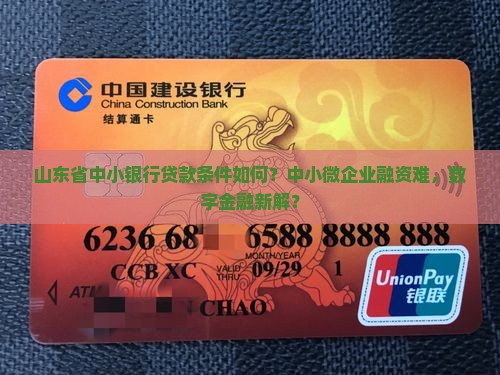 中国建设银行
China Construction Bank
结算通卡
山东省中小银行贷款条件如何？中小微企业融资难，数
字金融新解？
6236 68 6588 8888 888
MONTH/YEAR
CCB XC VALID THRU 09/29 1
ATM
CHAO
UnionPay
银联